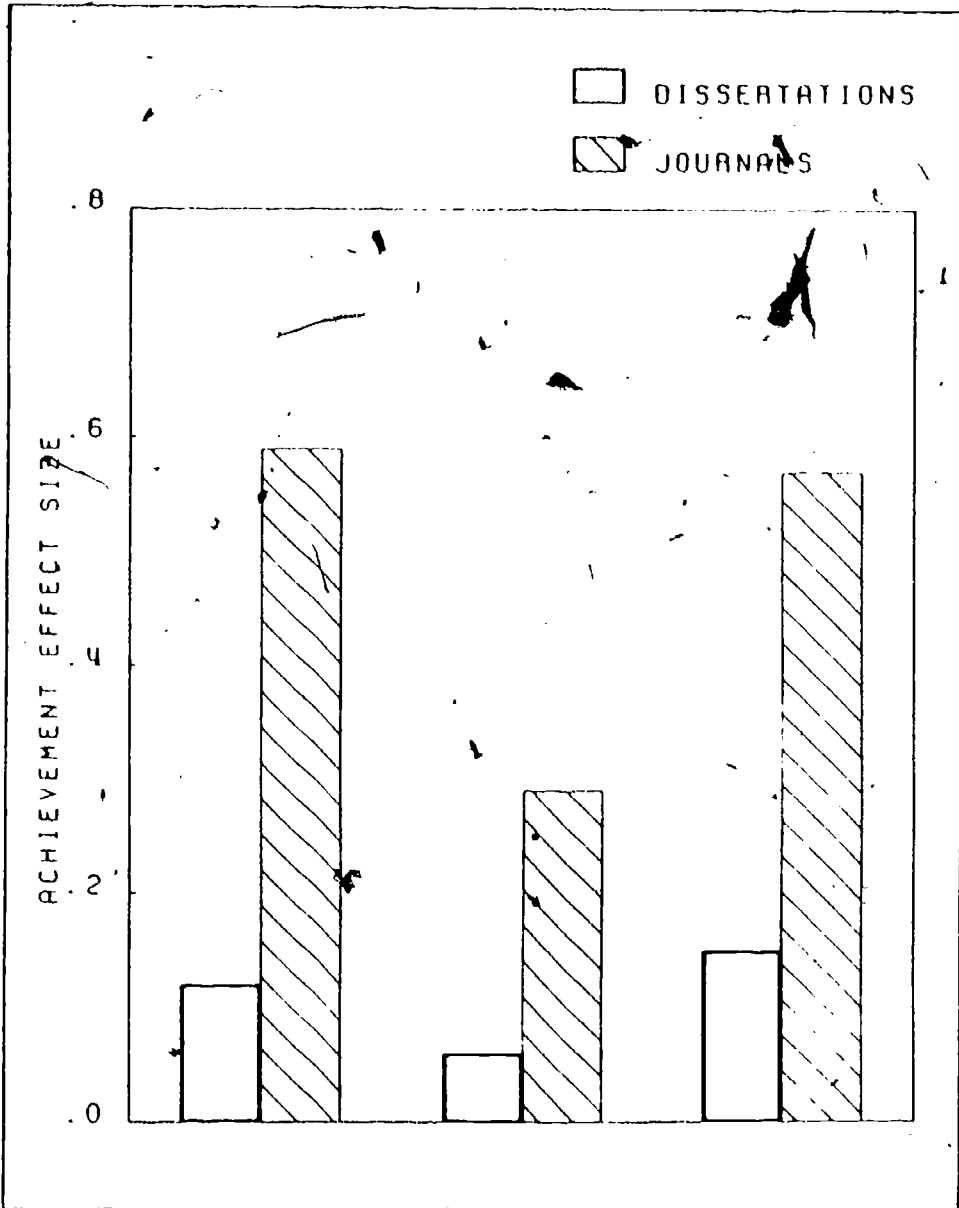 DISSERTATIONS
JOURNALS
.8
.6
.4
.2
.0
ACHIEVEMENT EFFECT SIZE